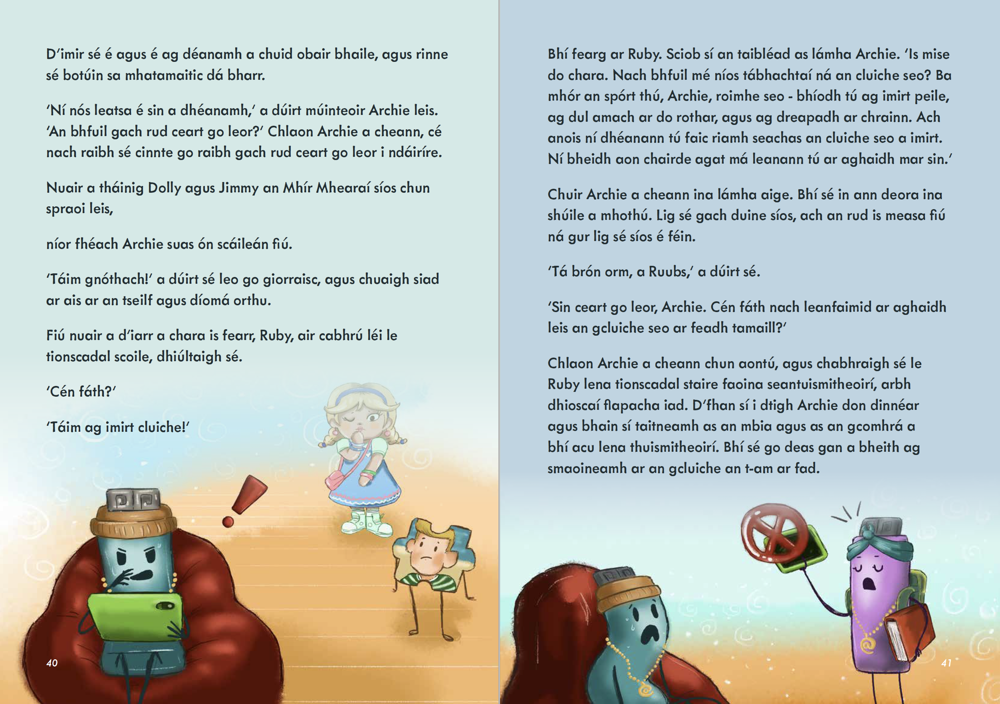 D'imir sé é agus é ag déanamh a chuid obair bhaile, agus rinne
sé botúin sa mhatamaitic dá bharr.
'Ní nós leatsa é sin a dhéanamh,' a dúirt múinteoir Archie leis.
'An bhfuil gach rud ceart go leor?' Chlaon Archie a cheann, cé
nach raibh sé cinnte go raibh gach rud ceart go leor i ndáiríre.
Nuair a tháinig Dolly agus Jimmy an Mhír Mhearaí síos chun
spraoi leis,
níor fhéach Archie suas ón scáileán fiú.
'Táim gnóthach!' a dúirt sé leo go giorraisc, agus chuaigh siad
ar ais ar an tseilf agus díomá orthu.
Fiú nuair a d'iarr a chara is fearr, Ruby, air cabhrú léi le
tionscadal scoile, dhiúltaigh sé.
'Cén fáth?'
'Táim ag imirt cluiche!'
40
Bhí fearg ar Ruby. Sciob sí an taibléad as lámha Archie. 'Is mise
do chara. Nach bhfuil mé níos tábhachtaí ná an cluiche seo? Ba
mhór an spórt thú, Archie, roimhe seo - bhíodh tú ag imirt peile,
ag dul amach ar do rothar, agus ag dreapadh ar chrainn. Ach
anois ní dhéanann tú faic riamh seachas an cluiche seo a imirt.
Ní bheidh aon chairde agat má leanann tú ar aghaidh mar sin.'
Chuir Archie a cheann ina lámha aige. Bhí sé in ann deora ina
shúile a mhothú. Lig sé gach duine síos, ach an rud is measa fiú
ná gur lig sé síos é féin.
'Tá brón orm, a Ruubs,' a dúirt sé.
'Sin ceart go leor, Archie. Cén fáth nach leanfaimid ar aghaidh
leis an gcluiche seo ar feadh tamaill?'
Chlaon Archie a cheann chun aontú, agus chabhraigh sé le
Ruby lena tionscadal staire faoina seantuismitheoirí, arbh
dhioscaí flapacha iad. D'fhan sí i dtigh Archie don dinnéar
agus bhain sí taitneamh as an mbia agus as an gcomhrá a
bhí acu lena thuismitheoirí. Bhí sé go deas gan a bheith ag
smaoineamh ar an gcluiche an t-am ar fad.
41